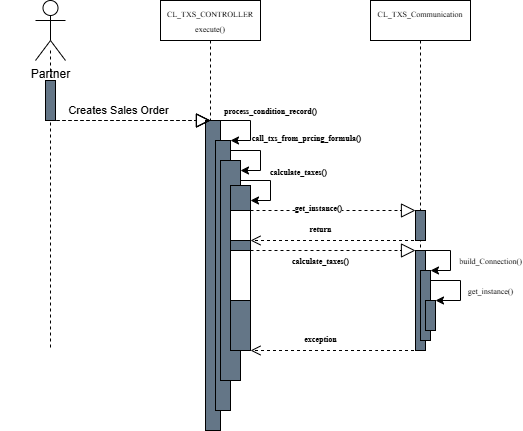 CL_TXS_CONTROLLER
execute()
CL_TXS_Communication
Partner
Creates Sales Order
process_condition_record()
call_txs_from_prcing_formula()
calculate_taxes()
get_instance()
return
calculate_taxes()
build_Connection()
get_instance()
exception